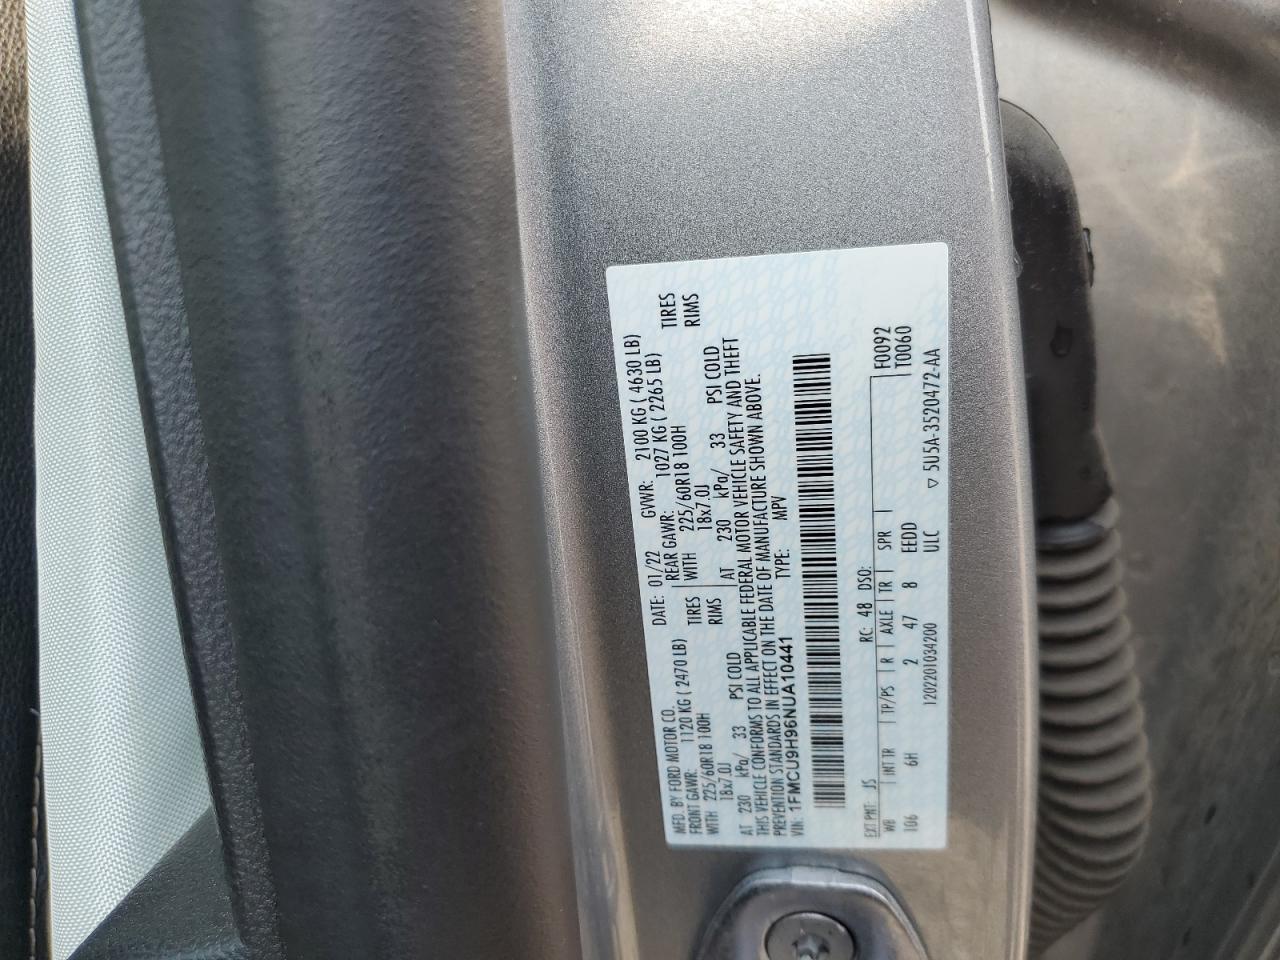 MFD. BY FORD MOTOR CO.
DATE: 01/22 GVWR: 2100 KG ( 4630 LB)
FRONT GAWR: 1120 KG ( 2470 LB) REAR GAWR: 1027 KG ( 2265 LB)
WITH 225/60R18 100H TIRES WITH 225/60R18 100H TIRES
18x7.0J RIMS 18x7.0J RIMS
AT 230 kPa/ 33 PSI COLD AT 230 kPa/ 33 PSI COLD
THIS VEHICLE CONFORMS TO ALL APPLICABLE FEDERAL MOTOR VEHICLE SAFETY AND THEFT
PREVENTION STANDARDS IN EFFECT ON THE DATE OF MANUFACTURE SHOWN ABOVE.
VIN: 1FMCU9H96NUA10441 TYPE: MPV
EXT PNT: JS RC: 48 DSO: F0092
WB INT TR TP/PS R AXLE TR SPR T0060
106 6H 2 47 8 EEDD
1202201034200 ULC ▽ 5U5A-3520472-AA